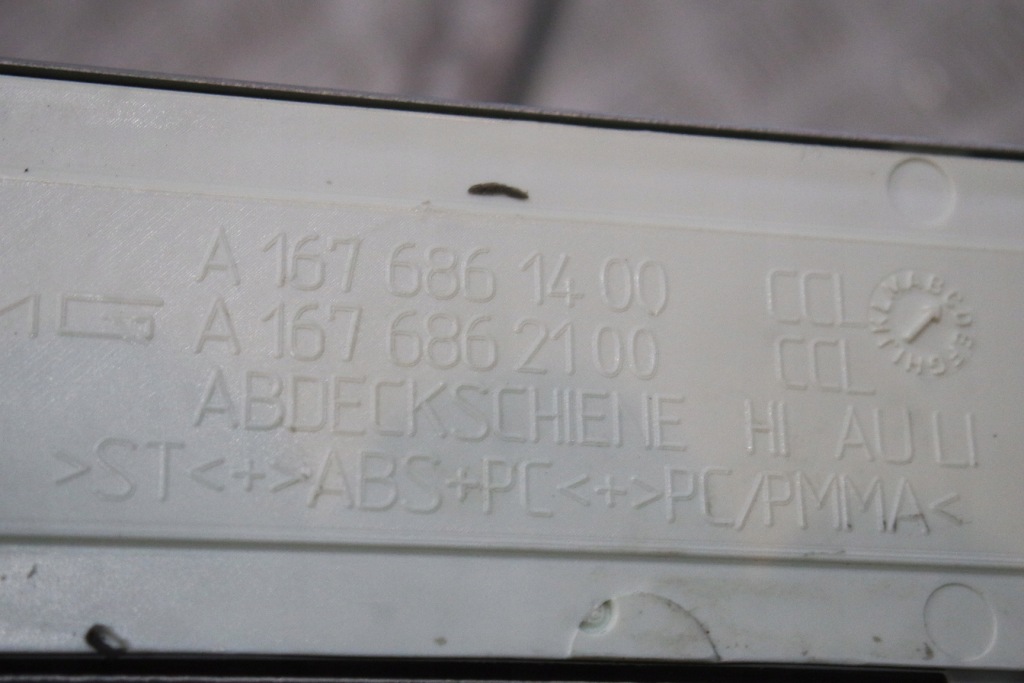 A 167 686 14 00 CCL
A 167 686 21 00 CCL
ABDECKSCHIENE HI AU LI
>ST<+>ABS+PC<+>PC/PMMA<